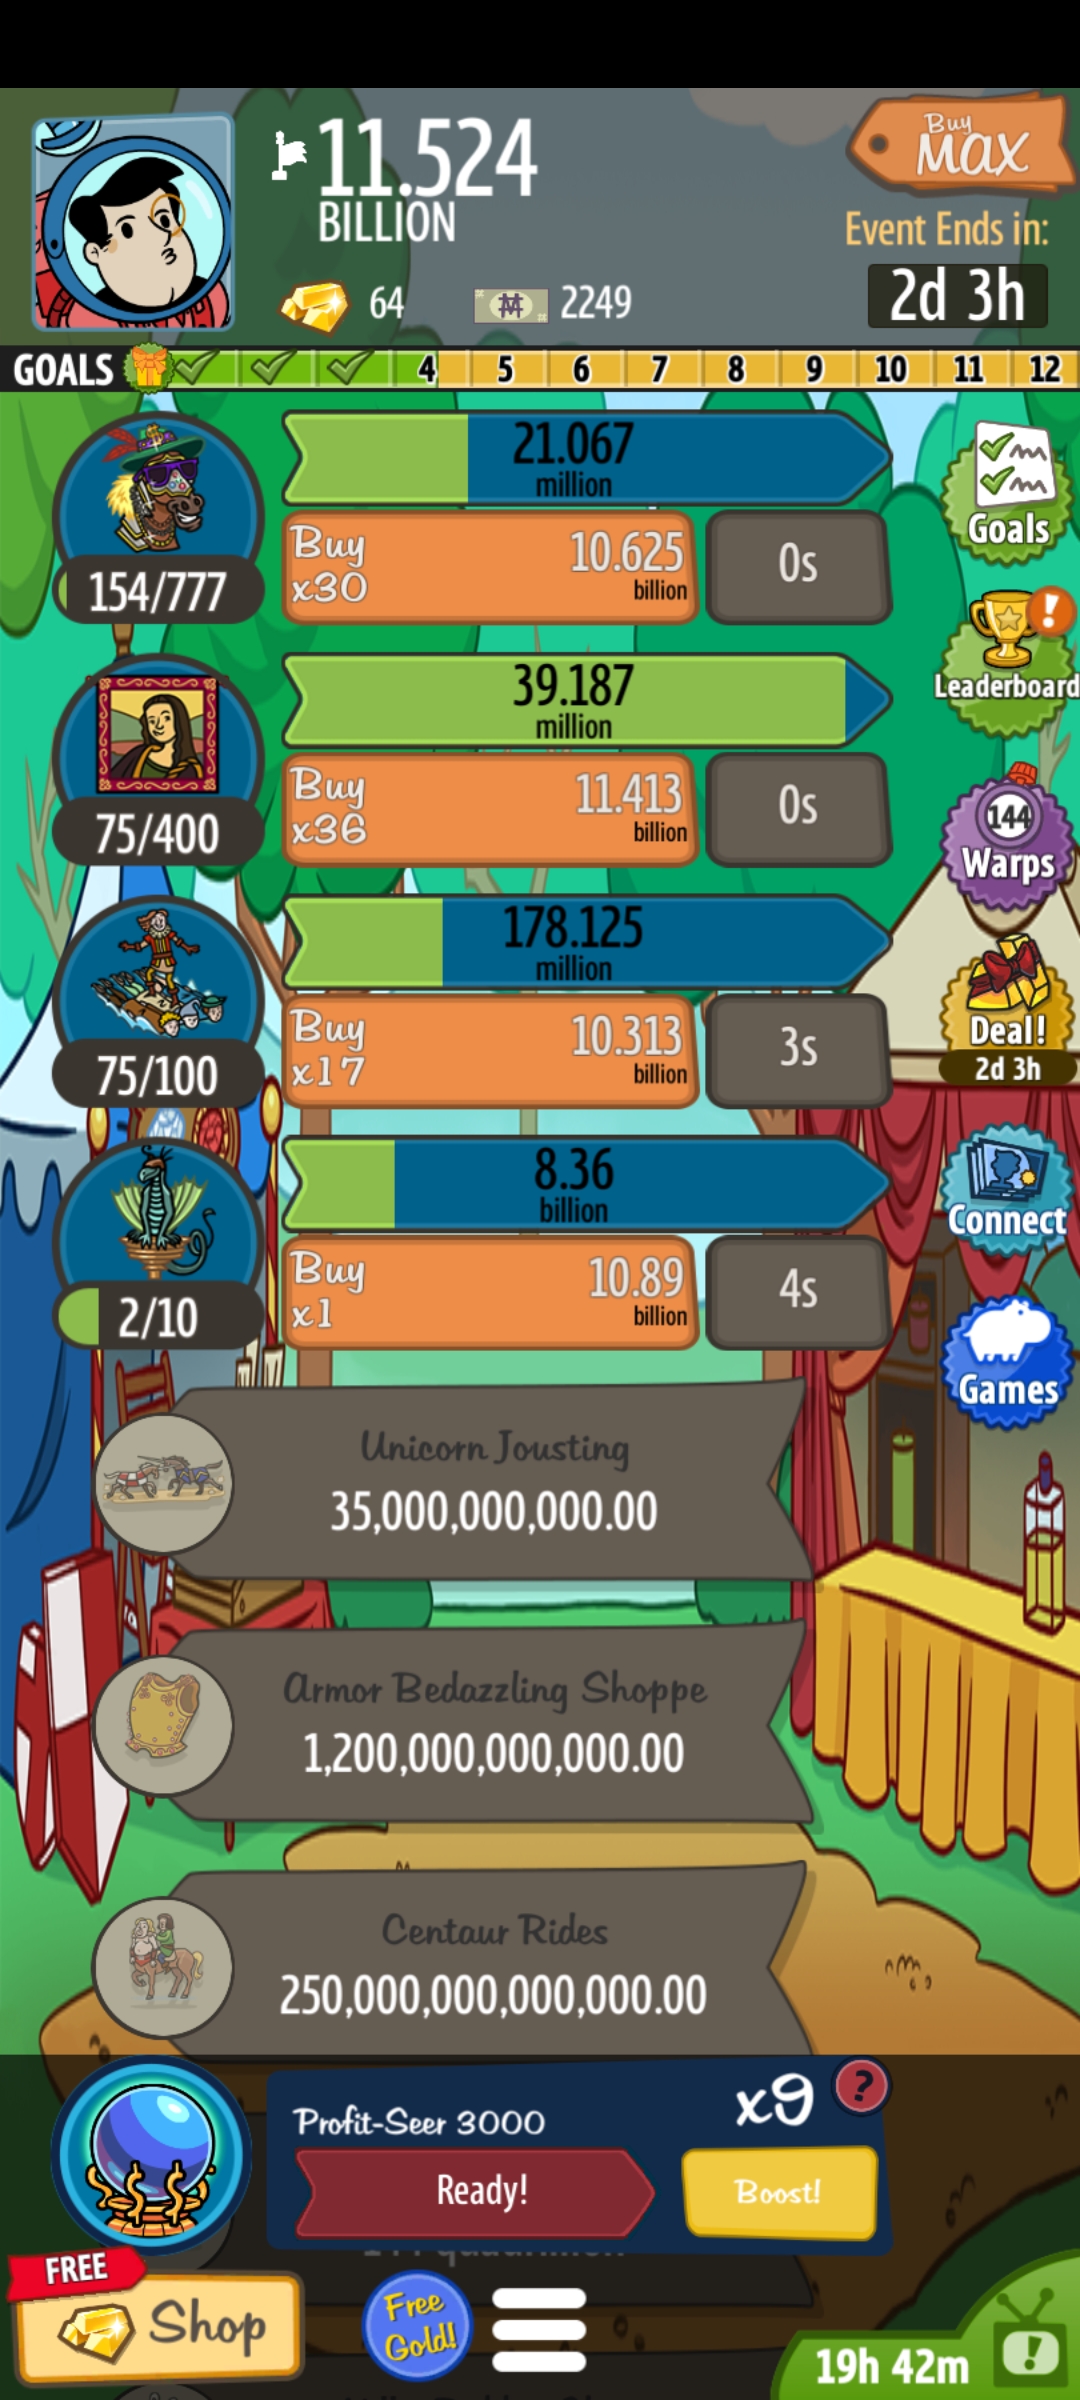 11.524
BILLION
Buy
MAX
Event Ends in:
2d 3h
64
2249
GOALS
4 5 6 7 8 9 10 11 12
21.067
million
Buy
x30
10.625
billion
0s
154/777
Goals
39.187
million
Buy
x36
11.413
billion
0s
75/400
Leaderboard
144
Warps
178.125
million
Buy
x17
10.313
billion
3s
75/100
Deal!
2d 3h
8.36
billion
Buy
x1
10.89
billion
4s
2/10
Connect
Games
Unicorn Jousting
35,000,000,000.00
Armor Bedazzling Shoppe
1,200,000,000,000.00
Centaur Rides
250,000,000,000,000.00
Profit-Seer 3000
x9
?
Ready!
Boost!
FREE
Shop
Free
Gold!
19h 42m